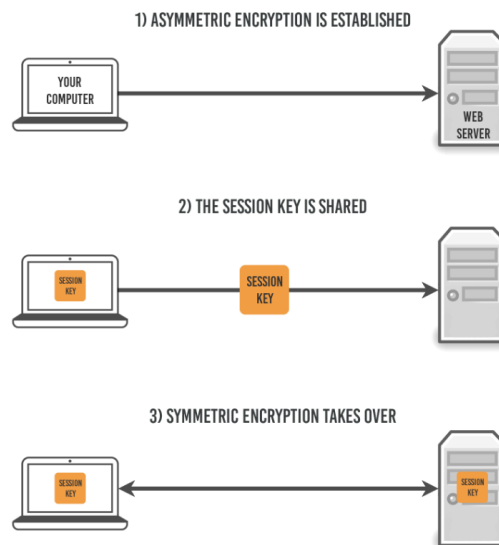 1) ASYMMETRIC ENCRYPTION IS ESTABLISHED
YOUR
COMPUTER
WEB
SERVER
2) THE SESSION KEY IS SHARED
SESSION
KEY
SESSION
KEY
3) SYMMETRIC ENCRYPTION TAKES OVER
SESSION
KEY
SESSION
KEY